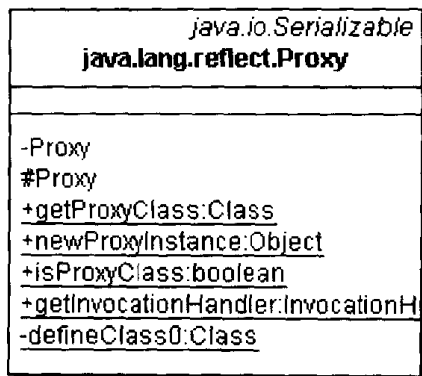 java.io.Serializable
java.lang.reflect.Proxy
-Proxy
#Proxy
+getProxyClass:Class
+newProxyInstance:Object
+isProxyClass:boolean
+getInvocationHandler:InvocationH
-defineClass0:Class